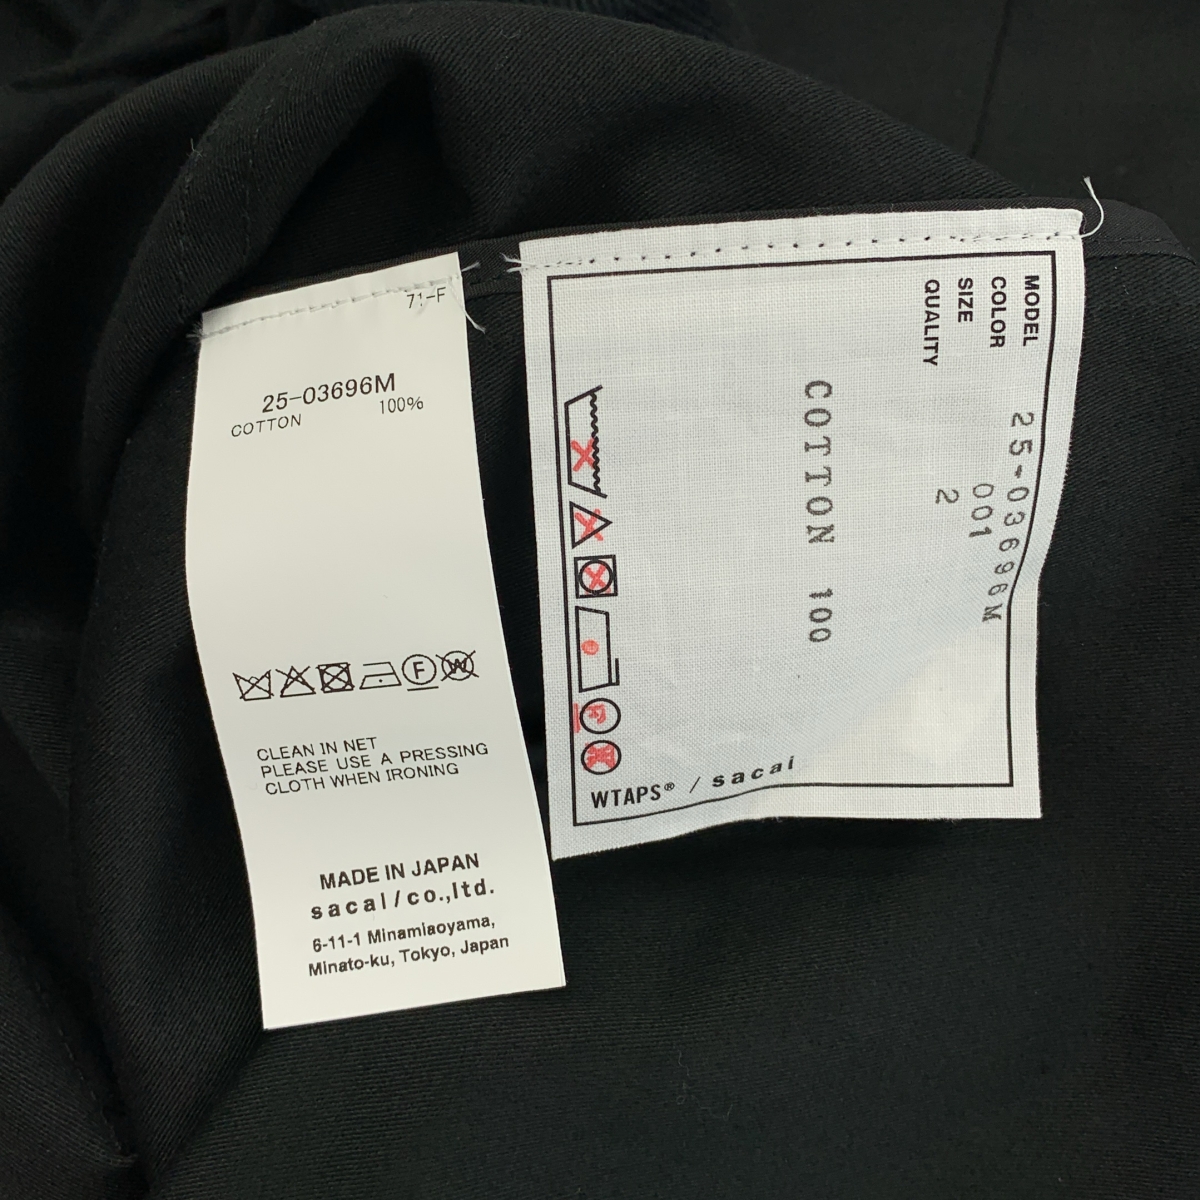 71-F
25-03696M
COTTON 100%
F
W
CLEAN IN NET
PLEASE USE A PRESSING
CLOTH WHEN IRONING
MADE IN JAPAN
sacai/co.,ltd.
6-11-1 Minamiaoyama,
Minato-ku, Tokyo, Japan
MODEL 25-03696M
COLOR 001
SIZE 2
QUALITY
COTTON 100
F
WTAPS® / sacai